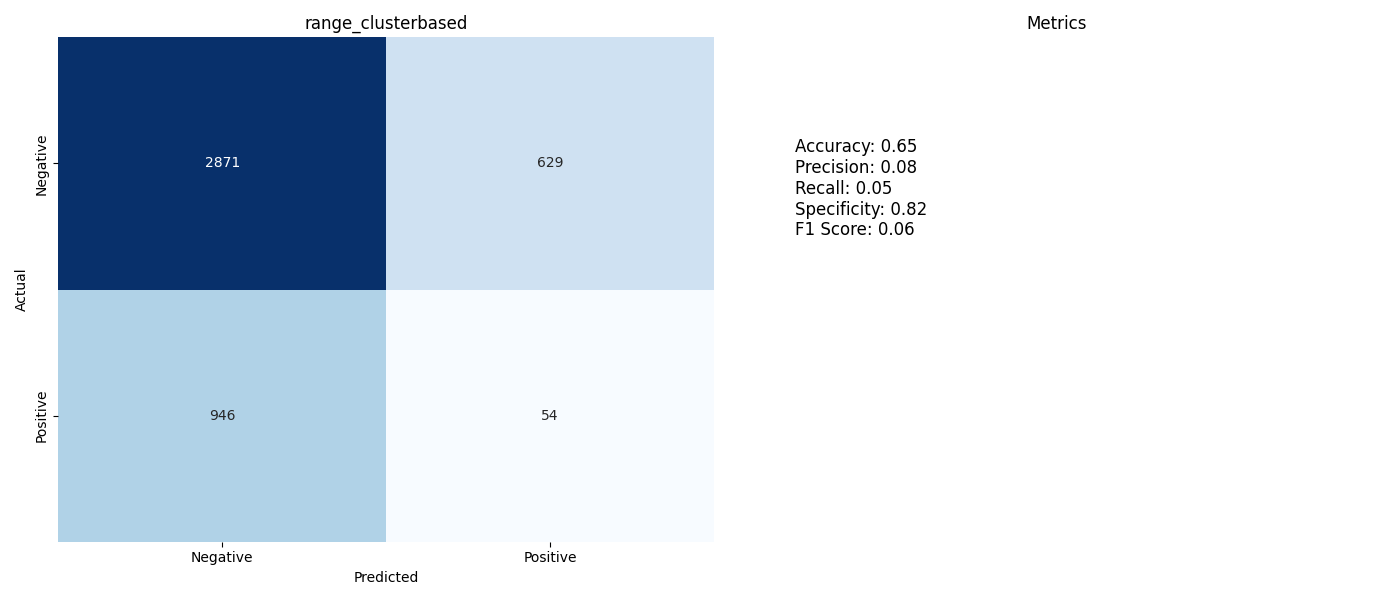 range_clusterbased
Metrics
Negative
2871
629
Accuracy: 0.65
Precision: 0.08
Recall: 0.05
Specificity: 0.82
F1 Score: 0.06
Actual
Positive
946
54
Negative
Positive
Predicted